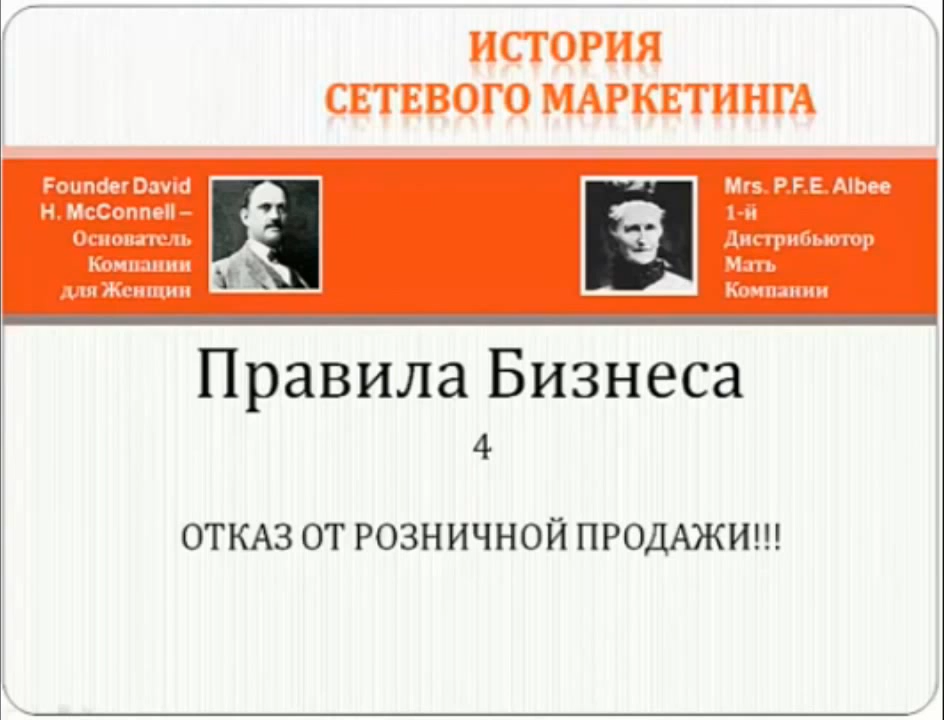 ИСТОРИЯ
СЕТЕВОГО МАРКЕТИНГА
Founder David
H. McConnell –
Основатель
Компании
для Женщин
Mrs. P.F.E. Albee
1-й
Дистрибьютор
Мать
Компании
Правила Бизнеса
4
ОТКАЗ ОТ РОЗНИЧНОЙ ПРОДАЖИ!!!